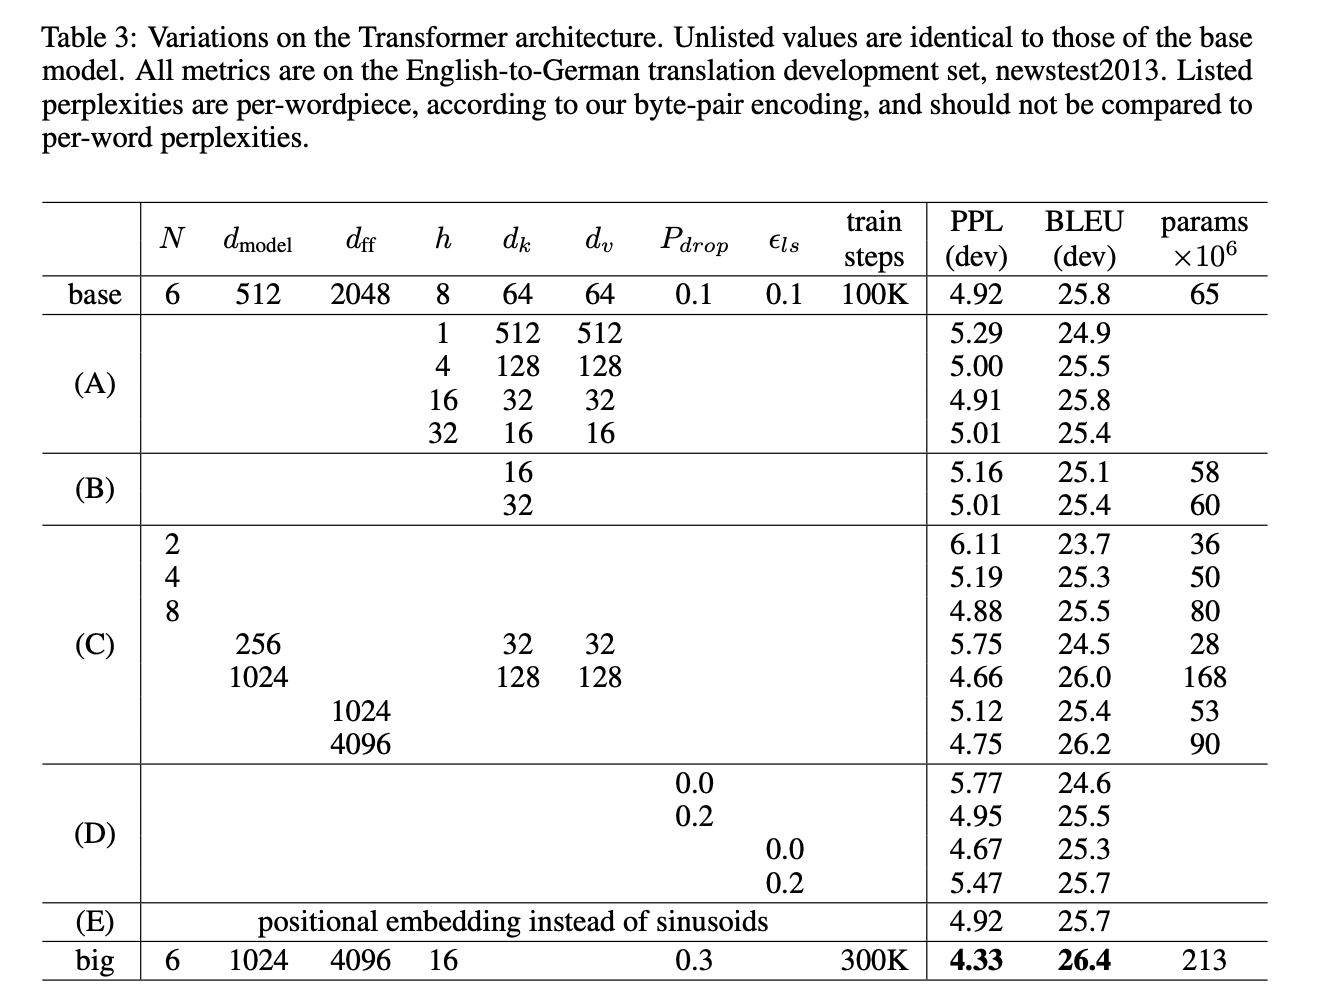 Table 3: Variations on the Transformer architecture. Unlisted values are identical to those of the base
model. All metrics are on the English-to-German translation development set, newstest2013. Listed
perplexities are per-wordpiece, according to our byte-pair encoding, and should not be compared to
per-word perplexities.
N d_model d_ff h d_k d_v P_drop ϵ_ls train steps PPL (dev) BLEU (dev) params ×10^6
base 6 512 2048 8 64 64 0.1 0.1 100K 4.92 25.8 65
(A)
1 512 512 5.29 24.9
4 128 128 5.00 25.5
16 32 32 4.91 25.8
32 16 16 5.01 25.4
(B)
16 5.16 25.1 58
32 5.01 25.4 60
(C)
2 6.11 23.7 36
4 5.19 25.3 50
8 4.88 25.5 80
256 32 32 5.75 24.5 28
1024 128 128 4.66 26.0 168
1024 5.12 25.4 53
4096 4.75 26.2 90
(D)
0.0 5.77 24.6
0.2 4.95 25.5
0.0 4.67 25.3
0.2 5.47 25.7
(E) positional embedding instead of sinusoids 4.92 25.7
big 6 1024 4096 16 0.3 300K 4.33 26.4 213